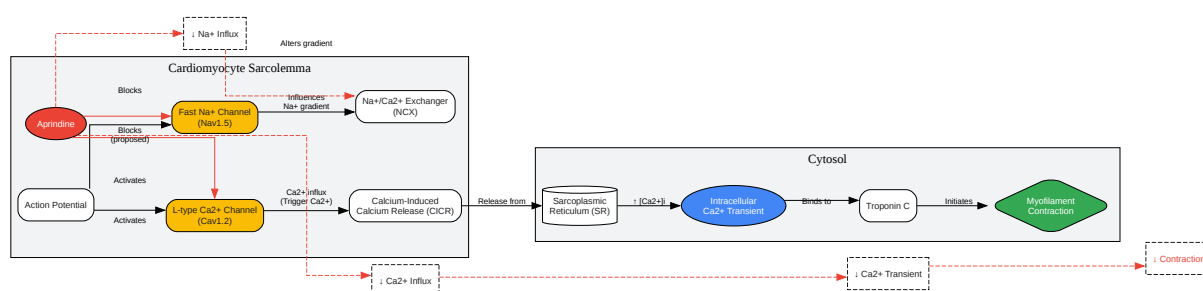 ↓ Na+ Influx
Alters gradient
Cardiomyocyte Sarcolemma
Blocks
Aprindine
Fast Na+ Channel
(Nav1.5)
Influences
Na+ gradient
Na+/Ca2+ Exchanger
(NCX)
Blocks
(proposed)
Activates
Action Potential
Activates
L-type Ca2+ Channel
(Cav1.2)
Ca2+ influx
(Trigger Ca2+)
Calcium-Induced
Calcium Release (CICR)
Release from
Cytosol
Sarcoplasmic
Reticulum (SR)
↑ [Ca2+]i
Intracellular
Ca2+ Transient
Binds to
Troponin C
Initiates
Myofilament
Contraction
↓ Ca2+ Influx
↓ Ca2+ Transient
↓ Contraction